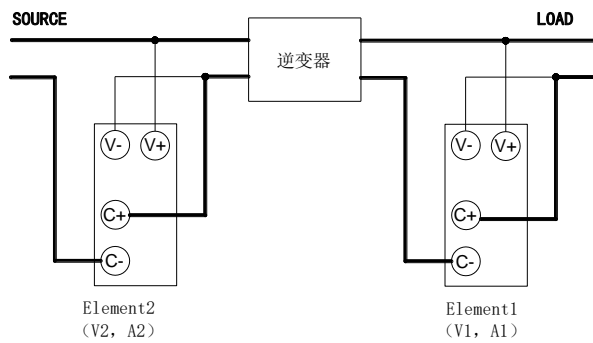 SOURCE
LOAD
逆变器
V-
V+
C+
C-
Element2
(V2, A2)
V-
V+
C+
C-
Element1
(V1, A1)